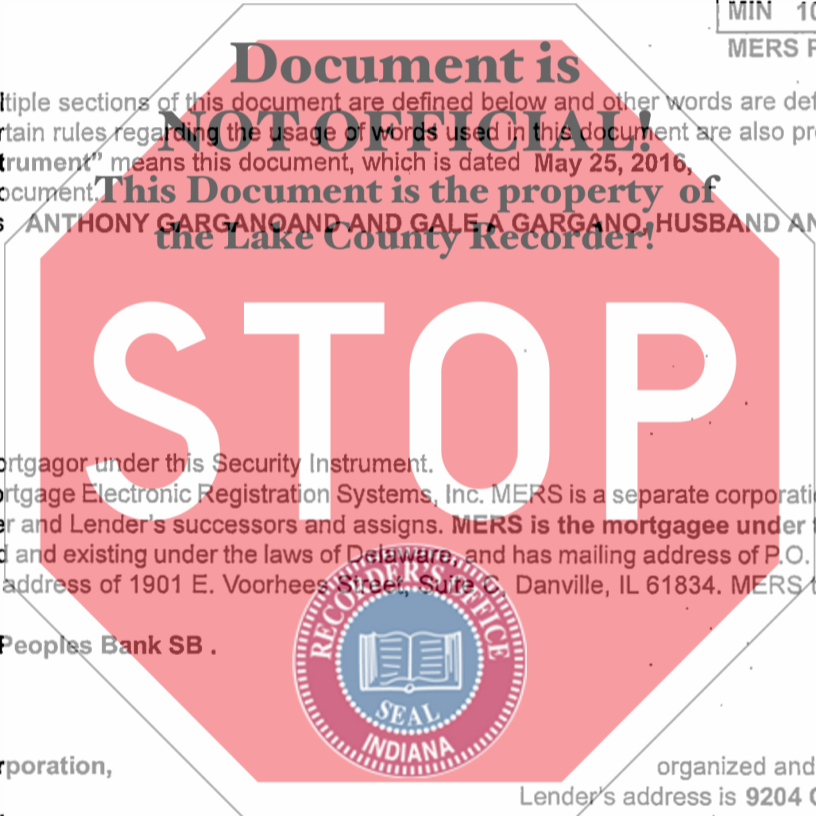 MIN 10
MERS P
Document is
ltiple sections of this document are defined below and other words are def
rtain rules regarding the usage of words used in this document are also pr
NOT OFFICIAL!
trument” means this document, which is dated May 25, 2016,
ocument.
This Document is the property of
s ANTHONY GARGANOAND AND GALE A GARGANO, HUSBAND AN
the Lake County Recorder!
STOP
ortgagor under this Security Instrument.
ortgage Electronic Registration Systems, Inc. MERS is a separate corporati
er and Lender's successors and assigns. MERS is the mortgagee under t
d and existing under the laws of Delaware, and has mailing address of P.O.
address of 1901 E. Voorhees Street, Suite C, Danville, IL 61834. MERS t
RECORDER'S OFFICE
Peoples Bank SB .
SEAL
INDIANA
rporation, organized and
Lender's address is 9204 C